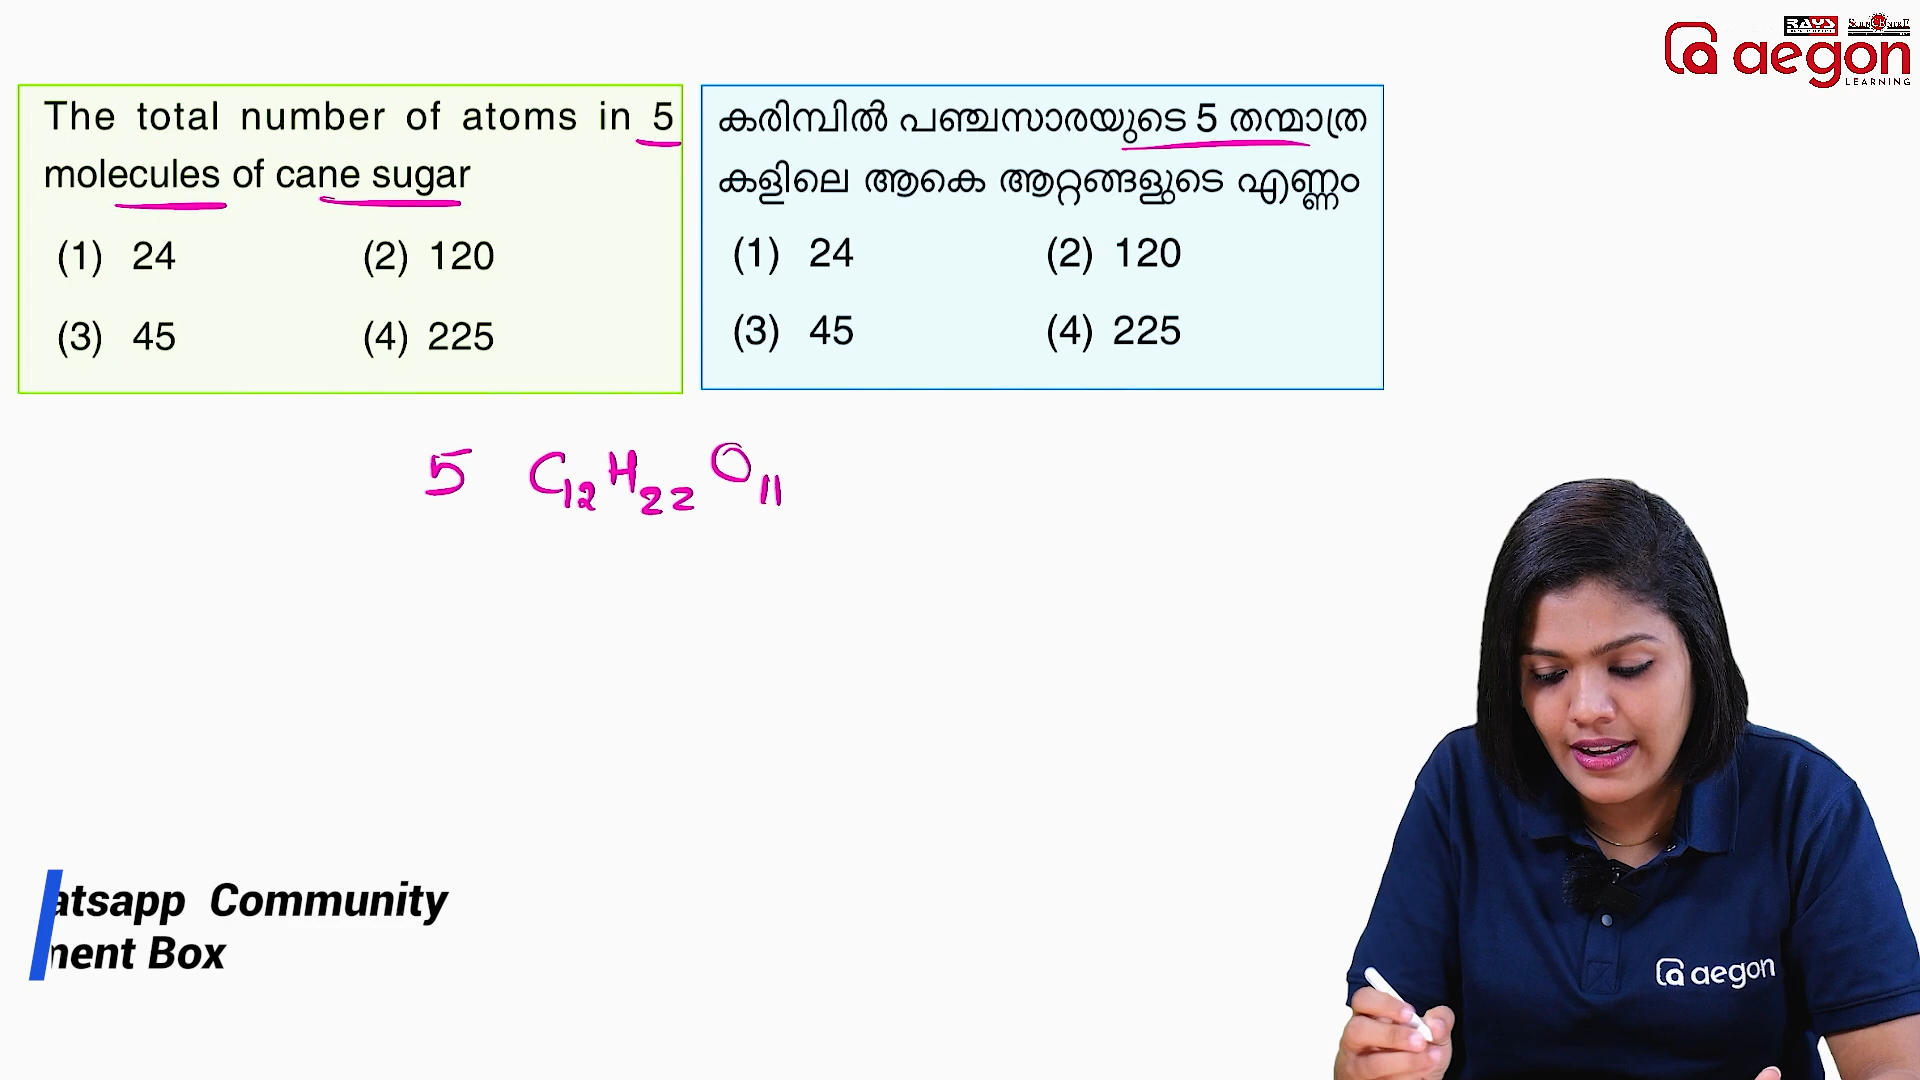 RAYS
aegon
LEARNING
The total number of atoms in 5
molecules of cane sugar
(1) 24 (2) 120
(3) 45 (4) 225
കരിമ്പിൽ പഞ്ചസാരയുടെ 5 തന്മാത്ര
കളിലെ ആകെ ആറ്റങ്ങളുടെ എണ്ണം
(1) 24 (2) 120
(3) 45 (4) 225
5 C12H22O11
atsapp Community
ment Box
aegon